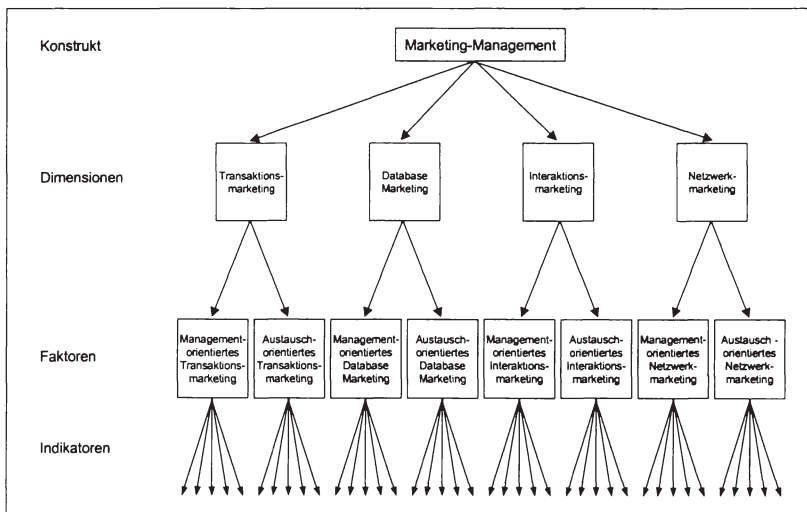 Konstrukt
Marketing-Management
Dimensionen
Transaktions-
marketing
Database
Marketing
Interaktions-
marketing
Netzwerk-
marketing
Faktoren
Management-
orientiertes
Transaktions-
marketing
Austausch-
orientiertes
Transaktions-
marketing
Management-
orientiertes
Database
Marketing
Austausch-
orientiertes
Database
Marketing
Management-
orientiertes
Interaktions-
marketing
Austausch-
orientiertes
Interaktions-
marketing
Management-
orientiertes
Netzwerk-
marketing
Austausch -
orientiertes
Netzwerk-
marketing
Indikatoren